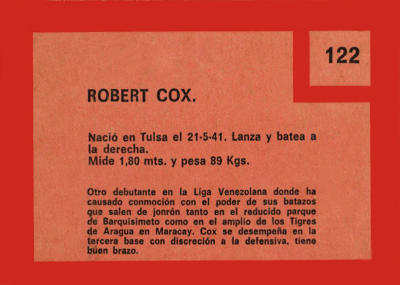 122
ROBERT COX.
Nació en Tulsa el 21-5-41. Lanza y batea a
la derecha.
Mide 1,80 mts. y pesa 89 Kgs.
Otro debutante en la Liga Venezolana donde ha
causado conmoción con el poder de sus batazos
que salen de jonrón tanto en el reducido parque
de Barquisimeto como en el amplio de los Tigres
de Aragua en Maracay. Cox se desempeña en la
tercera base con discreción a la defensiva, tiene
buen brazo.